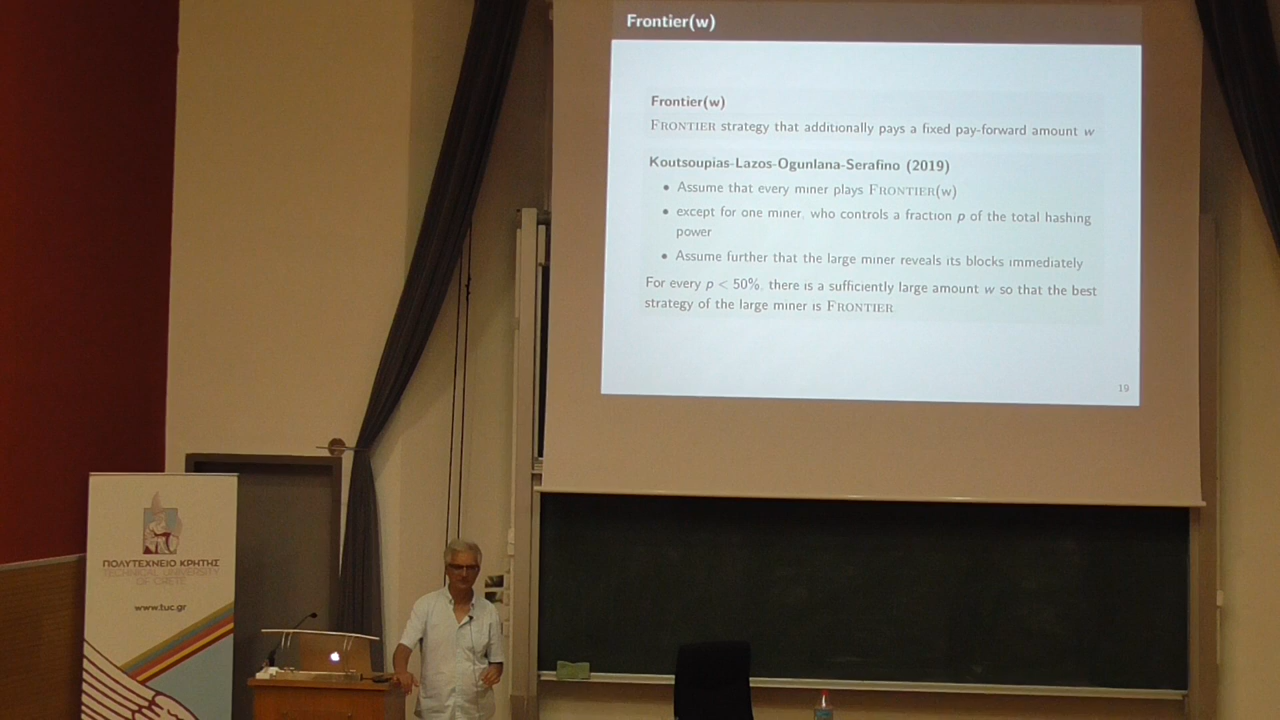 Frontier(w)
Frontier(w)
FRONTIER strategy that additionally pays a fixed pay-forward amount w
Koutsoupias-Lazos-Ogunlana-Serafino (2019)
• Assume that every miner plays FRONTIER(w)
• except for one miner, who controls a fraction p of the total hashing
power
• Assume further that the large miner reveals its blocks immediately
For every p < 50%, there is a sufficiently large amount w so that the best
strategy of the large miner is FRONTIER
19
ΠΟΛΥΤΕΧΝΕΙΟ ΚΡΗΤΗΣ
TECHNICAL UNIVERSITY
OF CRETE
www.tuc.gr